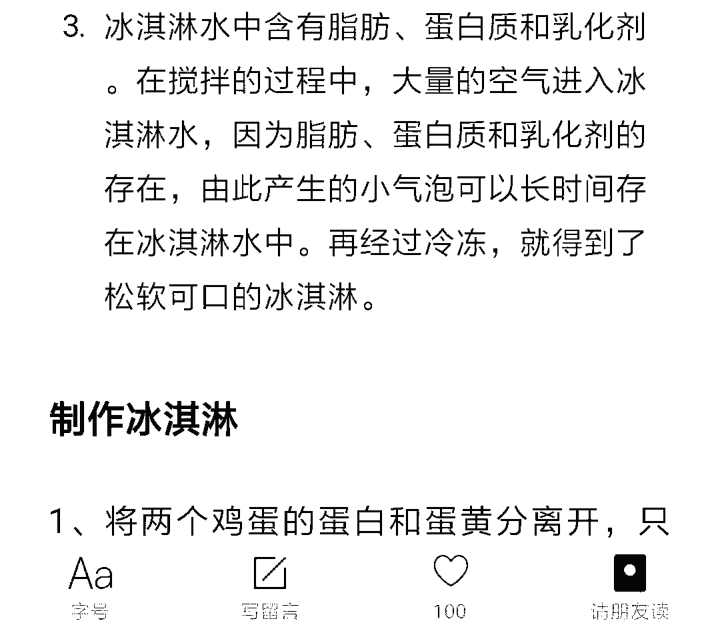 3. 冰淇淋水中含有脂肪、蛋白质和乳化剂
。在搅拌的过程中，大量的空气进入冰
淇淋水，因为脂肪、蛋白质和乳化剂的
存在，由此产生的小气泡可以长时间存
在冰淇淋水中。再经过冷冻，就得到了
松软可口的冰淇淋。
制作冰淇淋
1、将两个鸡蛋的蛋白和蛋黄分离开，只
Aa
字号 写留言 100 请朋友读